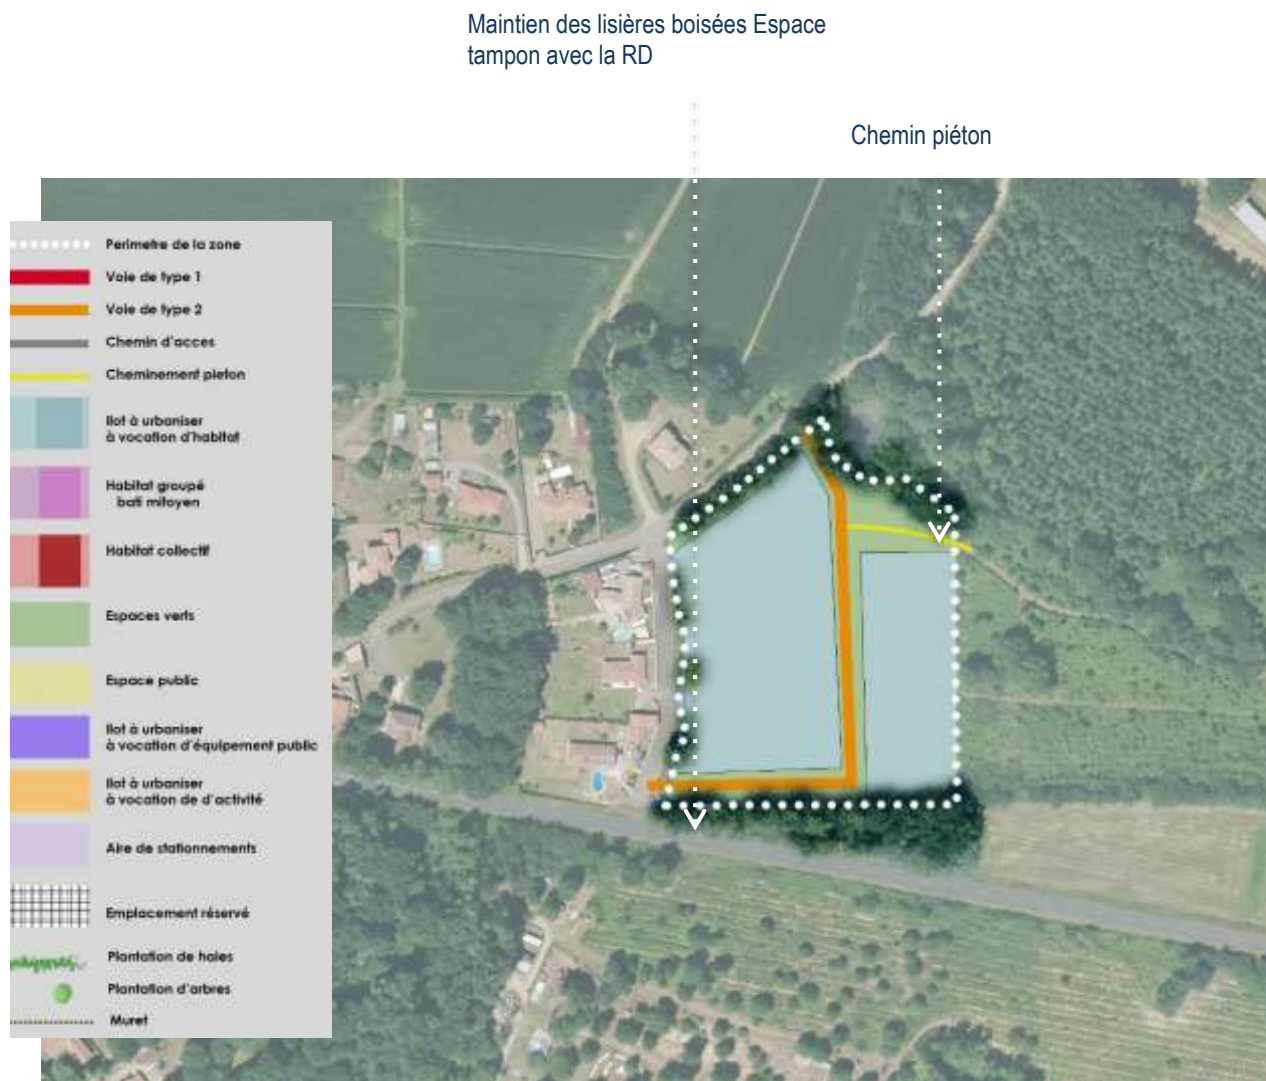 Maintien des lisières boisées Espace
tampon avec la RD
Chemin piéton
Perimetre de la zone
Voie de type 1
Voie de type 2
Chemin d'acces
Cheminement pieton
Ilot à urbaniser
à vocation d'habitat
Habitat groupé
bati mitoyen
Habitat collectif
Espaces verts
Espace public
Ilot à urbaniser
à vocation d'équipement public
Ilot à urbaniser
à vocation de d'activité
Aire de stationnements
Emplacement réservé
Plantation de haies
Plantation d'arbres
Muret